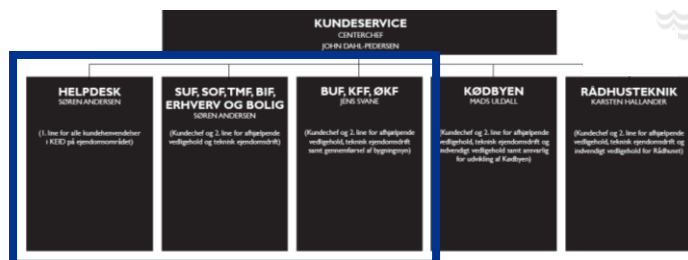 KUNDESERVICE
CENTERCHEF
JOHN DAHL-PEDERSEN
HELPDESK
SØREN ANDERSEN
(1. line for alle kundehenvendelser
i KEID på ejendomsområdet)
SUF, SOF, TMF, BIF,
ERHVERV OG BOLIG
SØREN ANDERSEN
(Kundechef og 2. line for afhjælpende
vedligehold og teknisk ejendomsdrift)
BUF, KFF, ØKF
JENS SVANE
(Kundechef og 2. line for afhjælpende
vedligehold, teknisk ejendomsdrift
samt gennemførsel af bygningssyn)
KØDBYEN
MADS ULDALL
(Kundechef og 2. line for afhjælpende
vedligehold, teknisk ejendomsdrift og
indvendigt vedligehold samt ansvarlig
for udvikling af Kødbyen)
RÅDHUSTEKNIK
KARSTEN HALLANDER
(Kundechef og 2. line for afhjælpende
vedligehold, teknisk ejendomsdrift og
indvendigt vedligehold for Rådhuset)